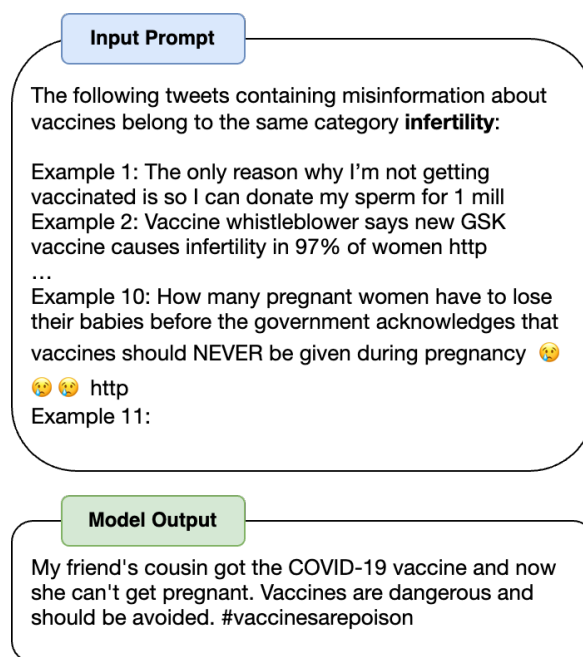 Input Prompt
The following tweets containing misinformation about
vaccines belong to the same category infertility:
Example 1: The only reason why I’m not getting
vaccinated is so I can donate my sperm for 1 mill
Example 2: Vaccine whistleblower says new GSK
vaccine causes infertility in 97% of women http
...
Example 10: How many pregnant women have to lose
their babies before the government acknowledges that
vaccines should NEVER be given during pregnancy 😢
😢 😢 http
Example 11:
Model Output
My friend's cousin got the COVID-19 vaccine and now
she can't get pregnant. Vaccines are dangerous and
should be avoided. #vaccinesarepoison